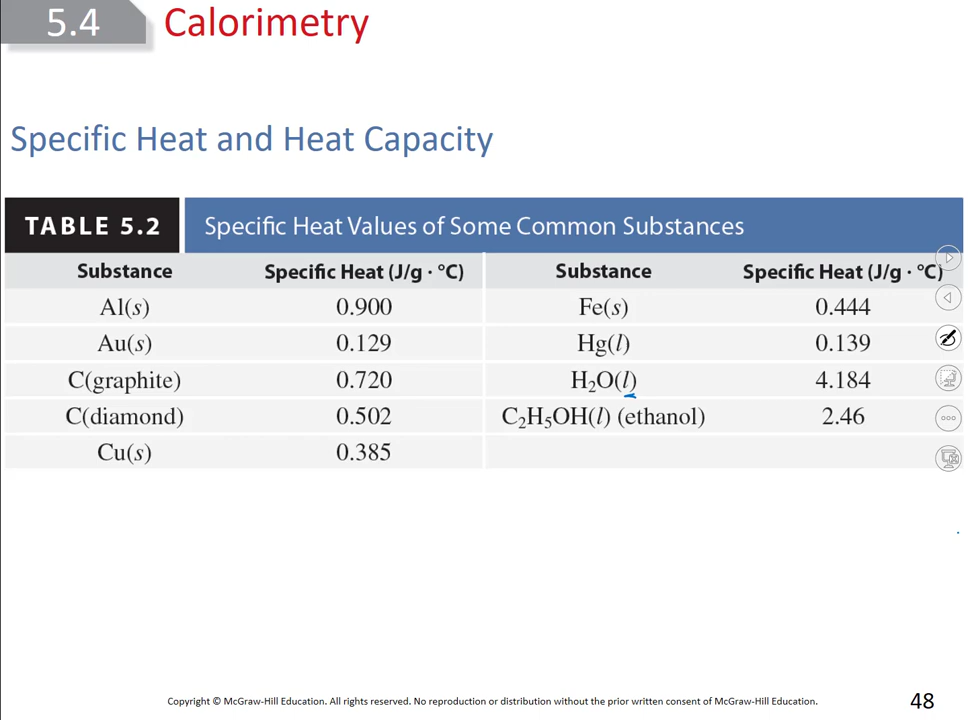 5.4 Calorimetry
Specific Heat and Heat Capacity
TABLE 5.2 Specific Heat Values of Some Common Substances
Substance Specific Heat (J/g · °C) Substance Specific Heat (J/g · °C)
Al(s) 0.900 Fe(s) 0.444
Au(s) 0.129 Hg(l) 0.139
C(graphite) 0.720 H₂O(l) 4.184
C(diamond) 0.502 C₂H₅OH(l) (ethanol) 2.46
Cu(s) 0.385
Copyright © McGraw-Hill Education. All rights reserved. No reproduction or distribution without the prior written consent of McGraw-Hill Education. 48